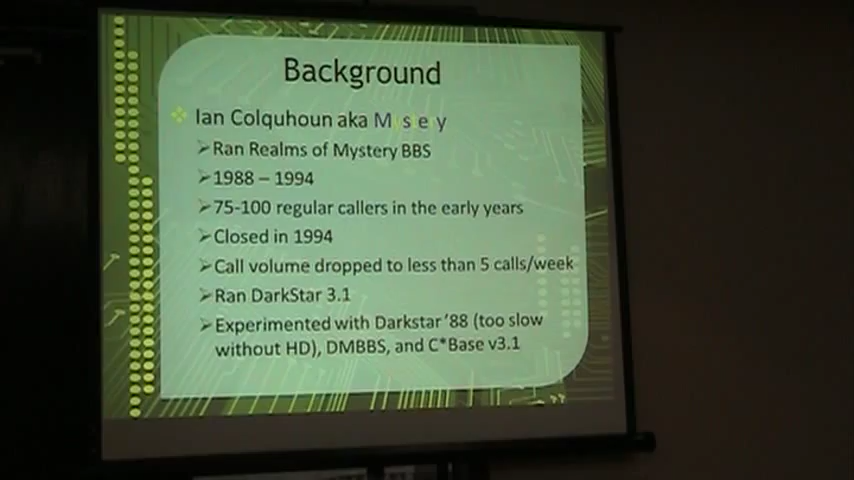 Background
Ian Colquhoun aka Mystery
Ran Realms of Mystery BBS
1988 – 1994
75-100 regular callers in the early years
Closed in 1994
Call volume dropped to less than 5 calls/week
Ran DarkStar 3.1
Experimented with Darkstar '88 (too slow
without HD), DMBBS, and C*Base v3.1